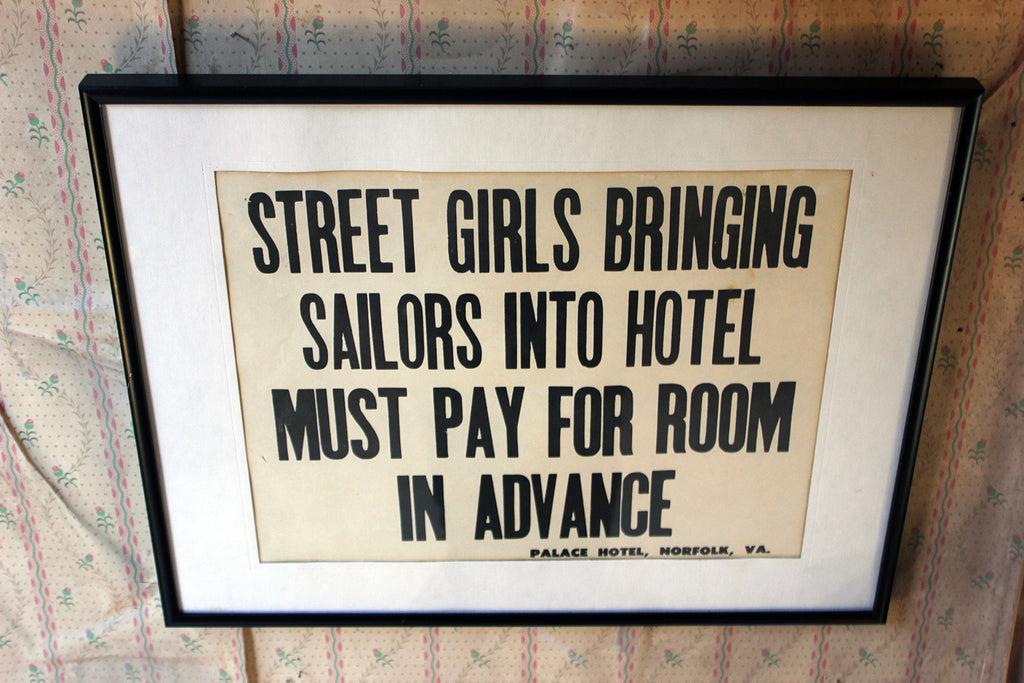 STREET GIRLS BRINGING
SAILORS INTO HOTEL
MUST PAY FOR ROOM
IN ADVANCE
PALACE HOTEL, NORFOLK, VA.